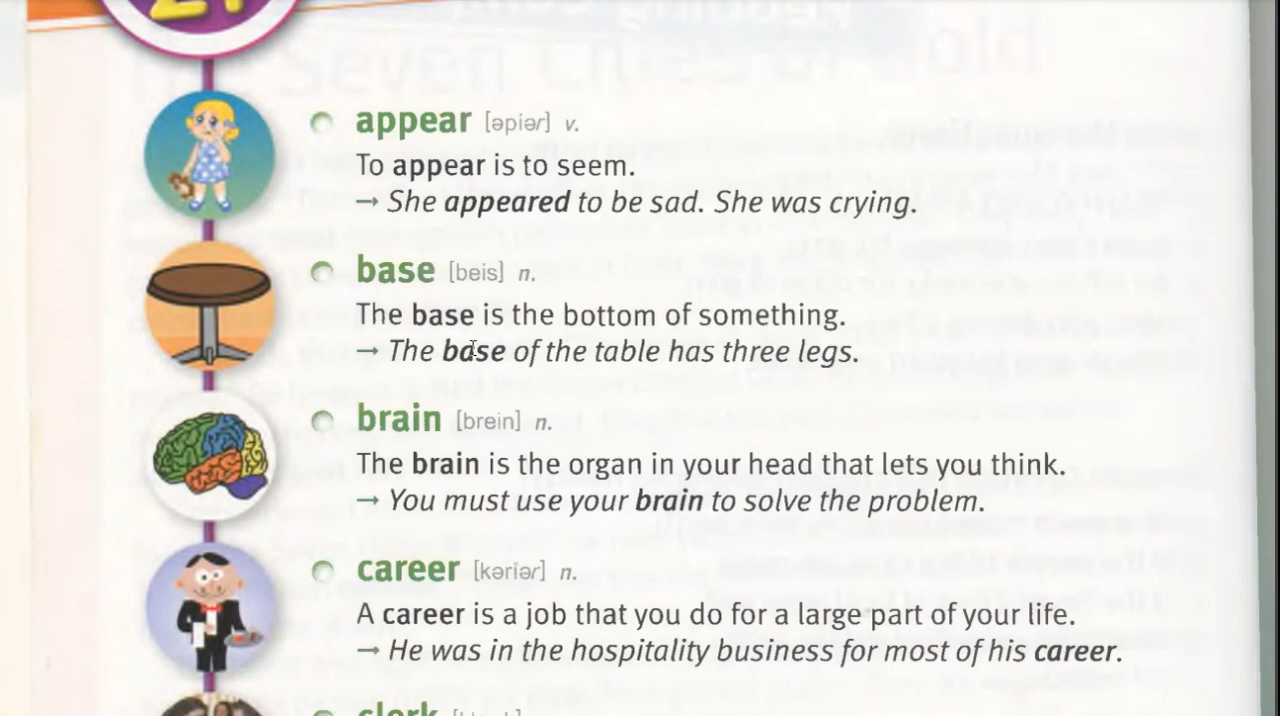 21
appear [əpiər] v.
To appear is to seem.
→ She appeared to be sad. She was crying.
base [beis] n.
The base is the bottom of something.
→ The base of the table has three legs.
brain [brein] n.
The brain is the organ in your head that lets you think.
→ You must use your brain to solve the problem.
career [kəriər] n.
A career is a job that you do for a large part of your life.
→ He was in the hospitality business for most of his career.
clerk